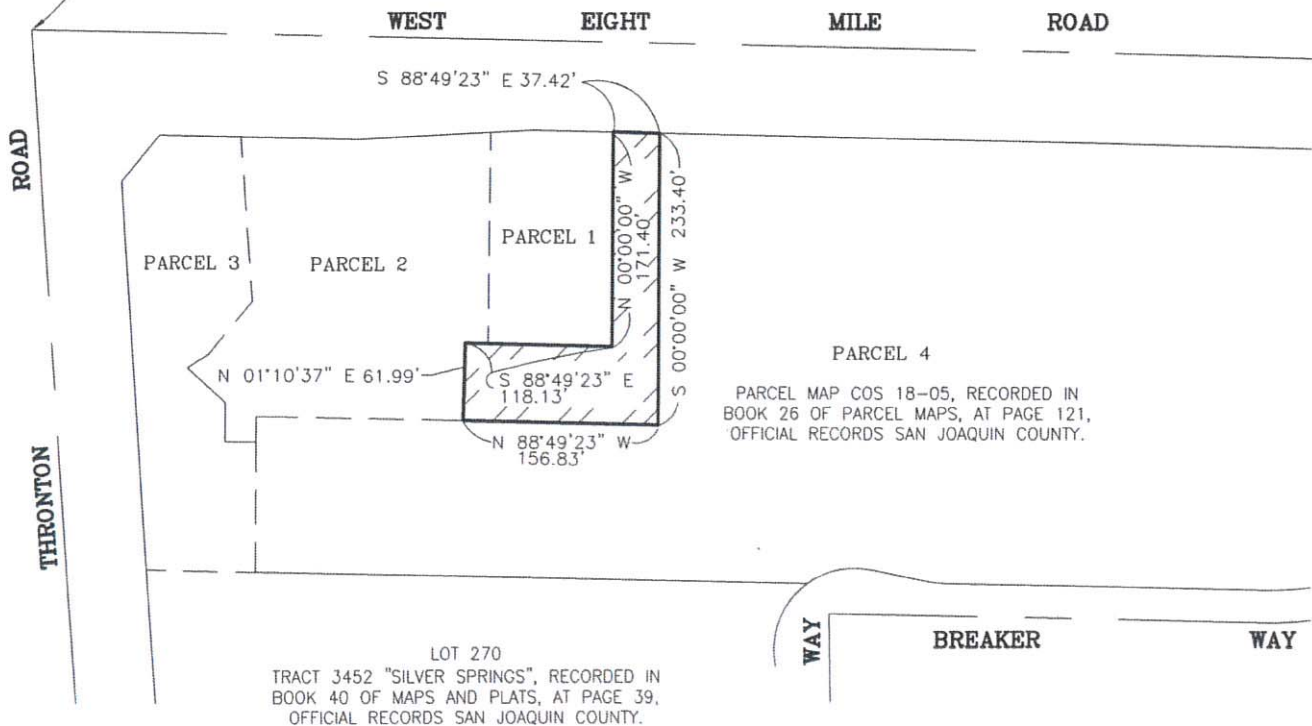 WEST EIGHT MILE ROAD
S 88°49'23" E 37.42'
ROAD
THRONTON
PARCEL 3
PARCEL 2
PARCEL 1
N 00°00'00" W
171.40'
S 00°00'00" W 233.40'
N 01°10'37" E 61.99'
S 88°49'23" E
118.13'
N 88°49'23" W
156.83'
PARCEL 4
PARCEL MAP COS 18-05, RECORDED IN
BOOK 26 OF PARCEL MAPS, AT PAGE 121,
OFFICIAL RECORDS SAN JOAQUIN COUNTY.
WAY
BREAKER WAY
LOT 270
TRACT 3452 "SILVER SPRINGS", RECORDED IN
BOOK 40 OF MAPS AND PLATS, AT PAGE 39,
OFFICIAL RECORDS SAN JOAQUIN COUNTY.